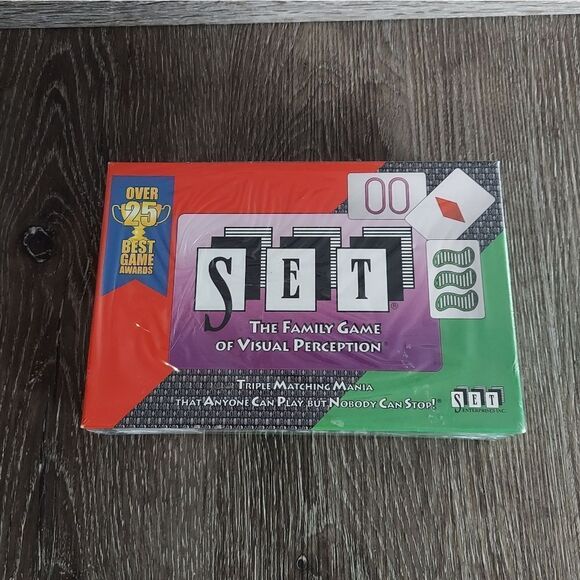 OVER
25
BEST
GAME
AWARDS
SET®
THE FAMILY GAME
OF VISUAL PERCEPTION®
TRIPLE MATCHING MANIA
THAT ANYONE CAN PLAY BUT NOBODY CAN STOP!®
SET
ENTERPRISES INC.